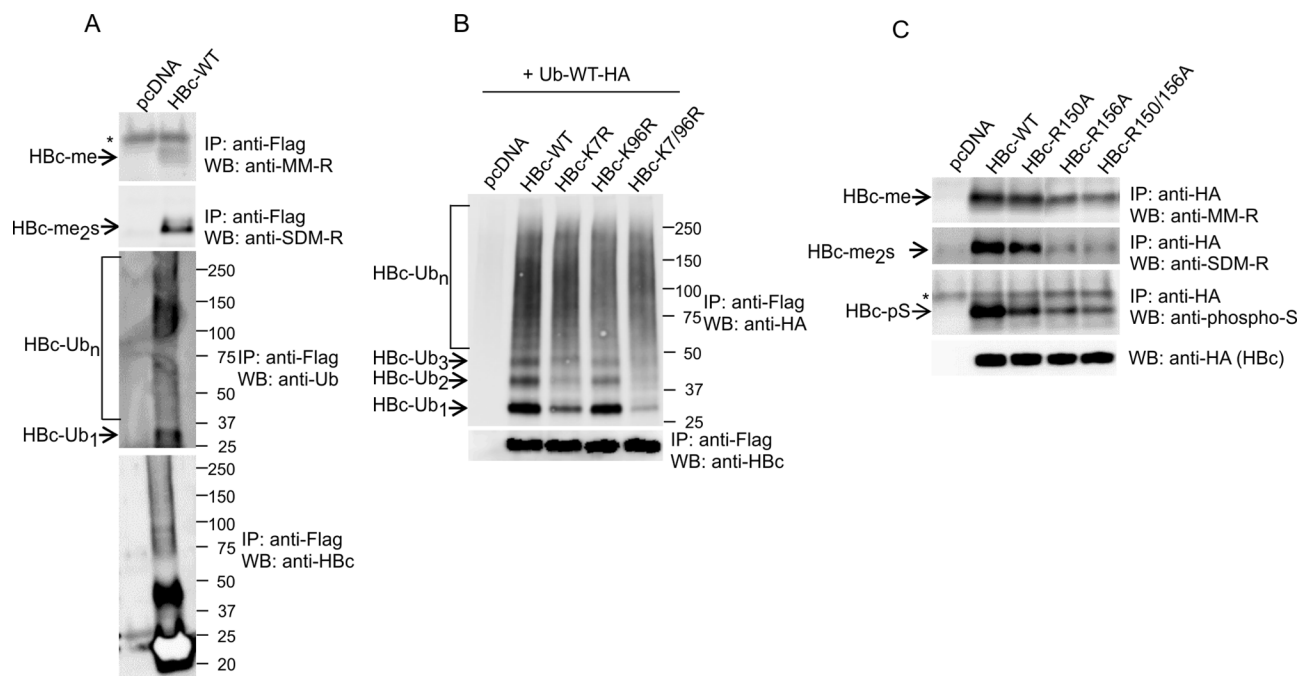 A
pcDNA
HBc-WT
*
HBc-me
IP: anti-Flag
WB: anti-MM-R
HBc-me2s
IP: anti-Flag
WB: anti-SDM-R
HBc-Ubn
250
150
100
75
50
37
25
IP: anti-Flag
WB: anti-Ub
HBc-Ub1
250
150
100
75
50
37
25
20
IP: anti-Flag
WB: anti-HBc
B
+ Ub-WT-HA
pcDNA
HBc-WT
HBc-K7R
HBc-K96R
HBc-K7/96R
HBc-Ubn
HBc-Ub3
HBc-Ub2
HBc-Ub1
250
150
100
75
50
37
25
IP: anti-Flag
WB: anti-HA
IP: anti-Flag
WB: anti-HBc
C
pcDNA
HBc-WT
HBc-R150A
HBc-R156A
HBc-R150/156A
HBc-me
IP: anti-HA
WB: anti-MM-R
HBc-me2s
IP: anti-HA
WB: anti-SDM-R
*
HBc-pS
IP: anti-HA
WB: anti-phospho-S
WB: anti-HA (HBc)